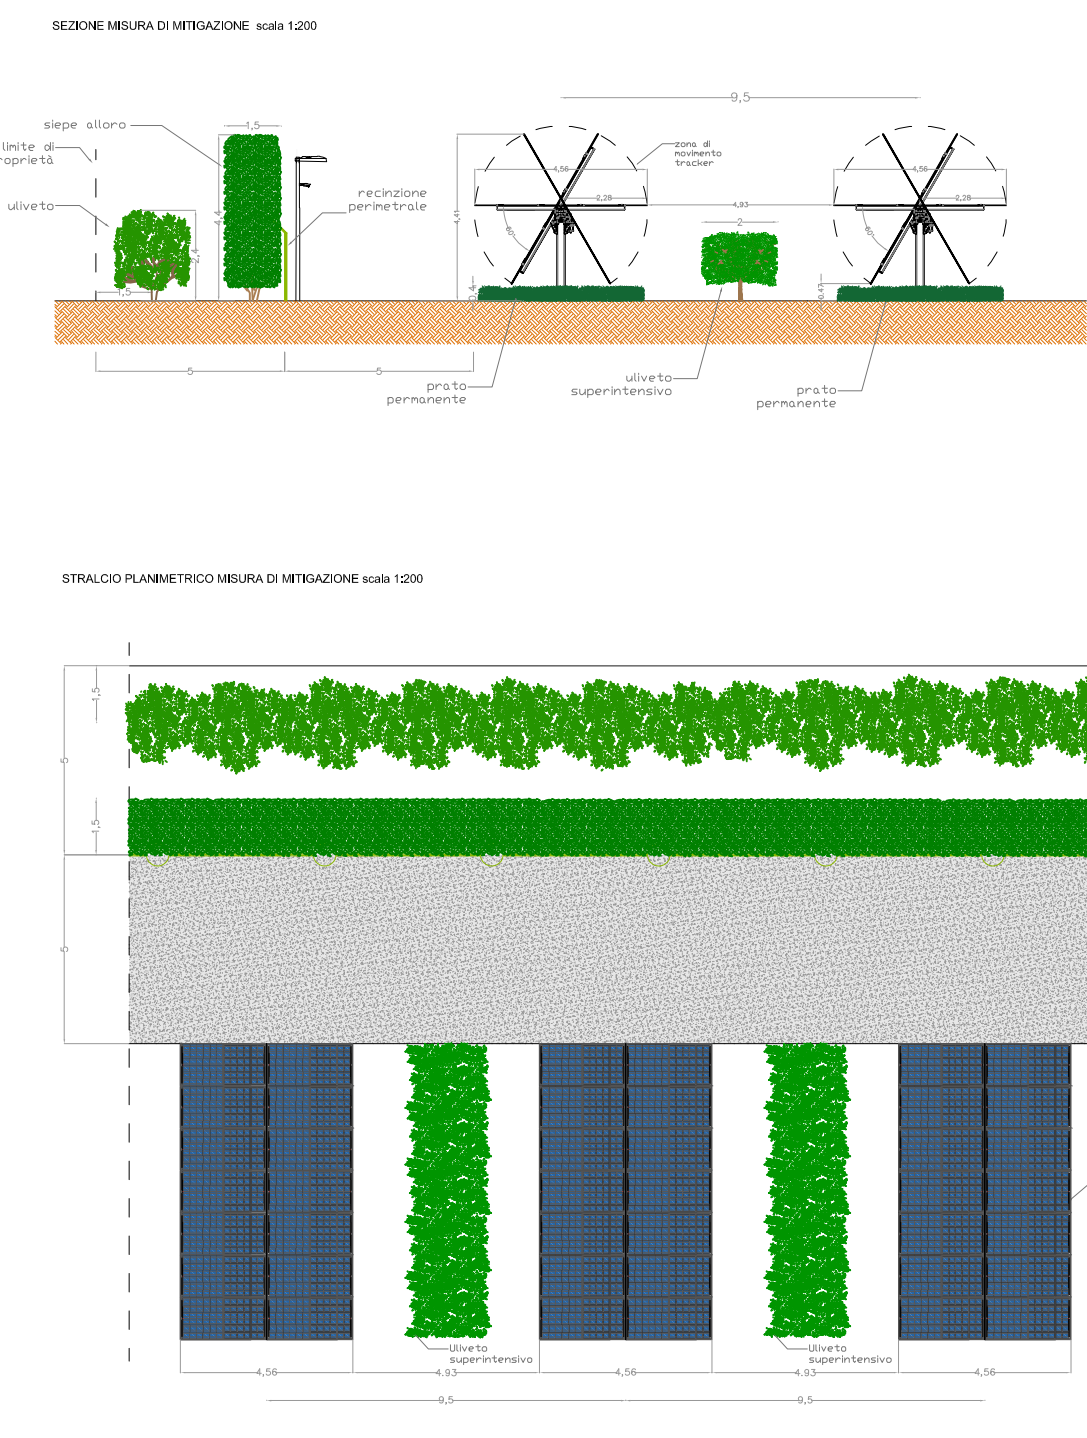 SEZIONE MISURA DI MITIGAZIONE scala 1:200
9,5
siepe alloro
1,5
limite di
roprietà
zona di
movimento
tracker
4,56
4,56
recinzione
perimetrale
2,28
2,28
uliveto
4,4
4,41
4,93
2
60°
60°
2,4
1,5
0,4
0,47
5
5
prato
permanente
uliveto
superintensivo
prato
permanente
STRALCIO PLANIMETRICO MISURA DI MITIGAZIONE scala 1:200
1,5
5
1,5
5
Uliveto
superintensivo
Uliveto
superintensivo
4,56
4.93
4,56
4.93
4,56
9,5
9,5